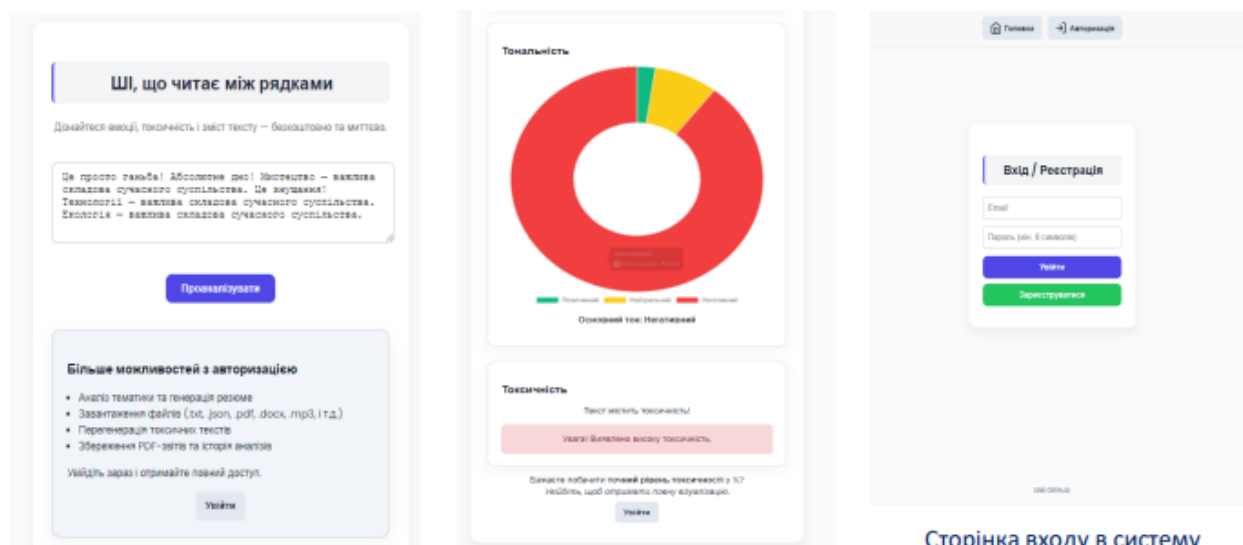 ШІ, що читає між рядками
Дізнайтеся емоції, токсичність і зміст тексту — безкоштовно та миттєво.
Це просто ганьба! Абсолютне дно! Мистецтво — важлива
складова сучасного суспільства. Це знущання!
Технології — важлива складова сучасного суспільства.
Екологія — важлива складова сучасного суспільства.
Проаналізувати
Більше можливостей з авторизацією
Аналіз тематики та генерація резюме
Завантаження файлів (.txt, .json, .pdf, .docx, .mp3, і т.д.)
Перегенерація токсичних текстів
Збереження PDF-звітів та історія аналізів
Увійдіть зараз і отримайте повний доступ.
Увійти
Тональність
Позитивний Нейтральний Негативний
Основний тон: Негативний
Токсичність
Текст містить токсичність!
Увага! Виявлено високу токсичність.
Бажаєте побачити точний рівень токсичності у %?
Увійдіть, щоб отримати повну візуалізацію.
Увійти
Головна Авторизація
Вхід / Реєстрація
Email
Пароль (мін. 6 символів)
Увійти
Зареєструватися
Сторінка входу в систему